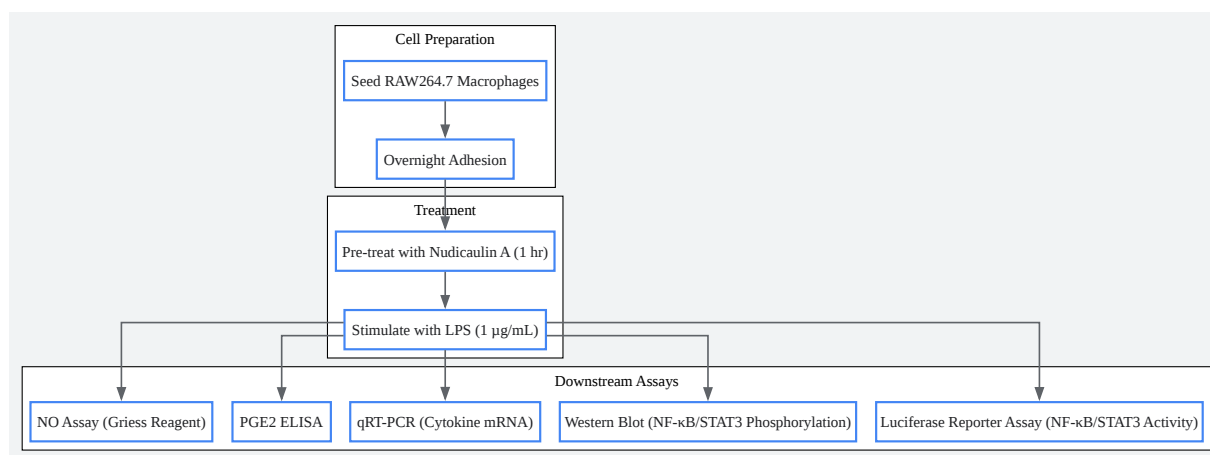 Cell Preparation
Seed RAW264.7 Macrophages
Overnight Adhesion
Treatment
Pre-treat with Nudicaulin A (1 hr)
Stimulate with LPS (1 µg/mL)
Downstream Assays
NO Assay (Griess Reagent)
PGE2 ELISA
qRT-PCR (Cytokine mRNA)
Western Blot (NF-κB/STAT3 Phosphorylation)
Luciferase Reporter Assay (NF-κB/STAT3 Activity)